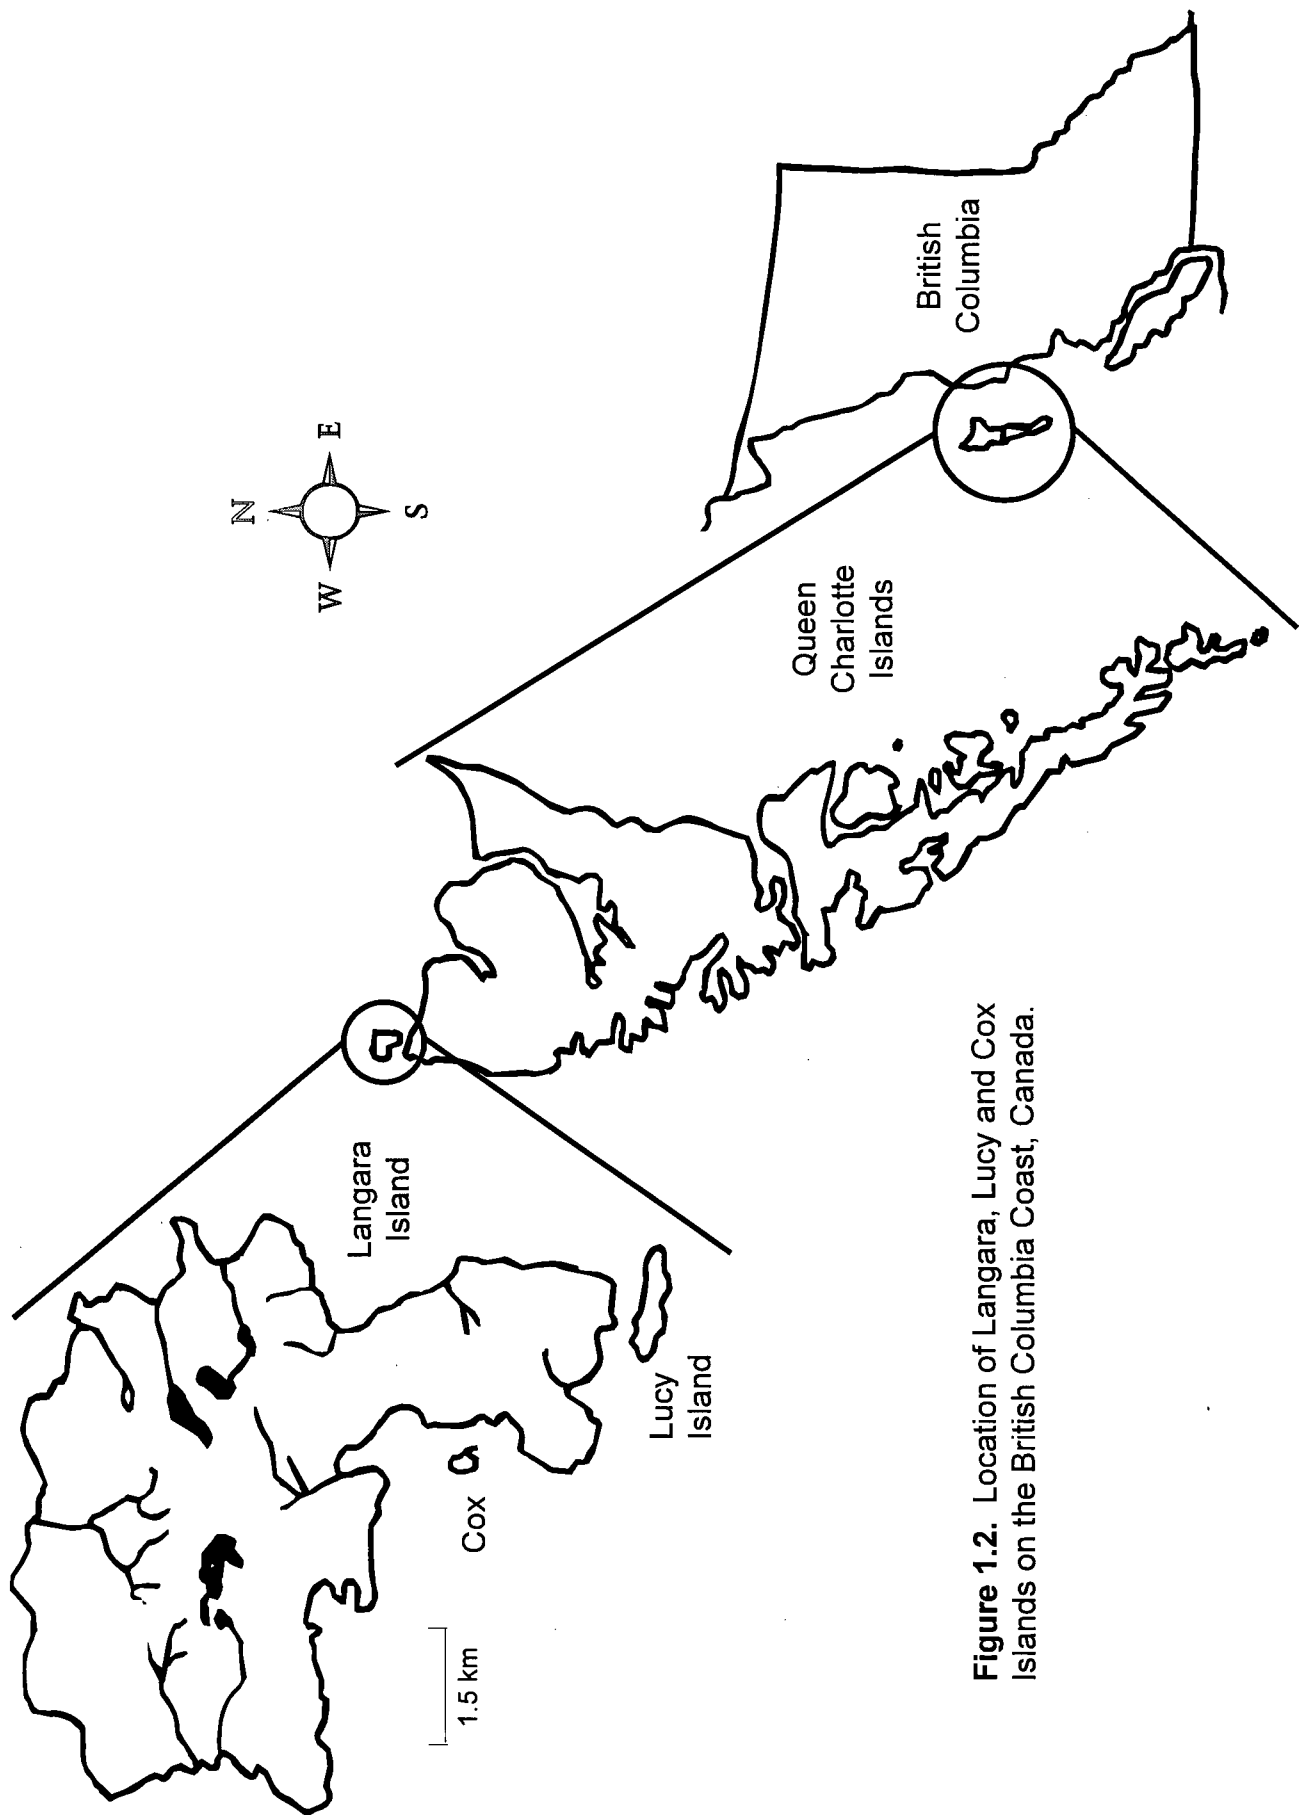 N
W
E
S
British
Columbia
Queen
Charlotte
Islands
Langara
Island
Lucy
Island
Cox
1.5 km
Figure 1.2. Location of Langara, Lucy and Cox
Islands on the British Columbia Coast, Canada.